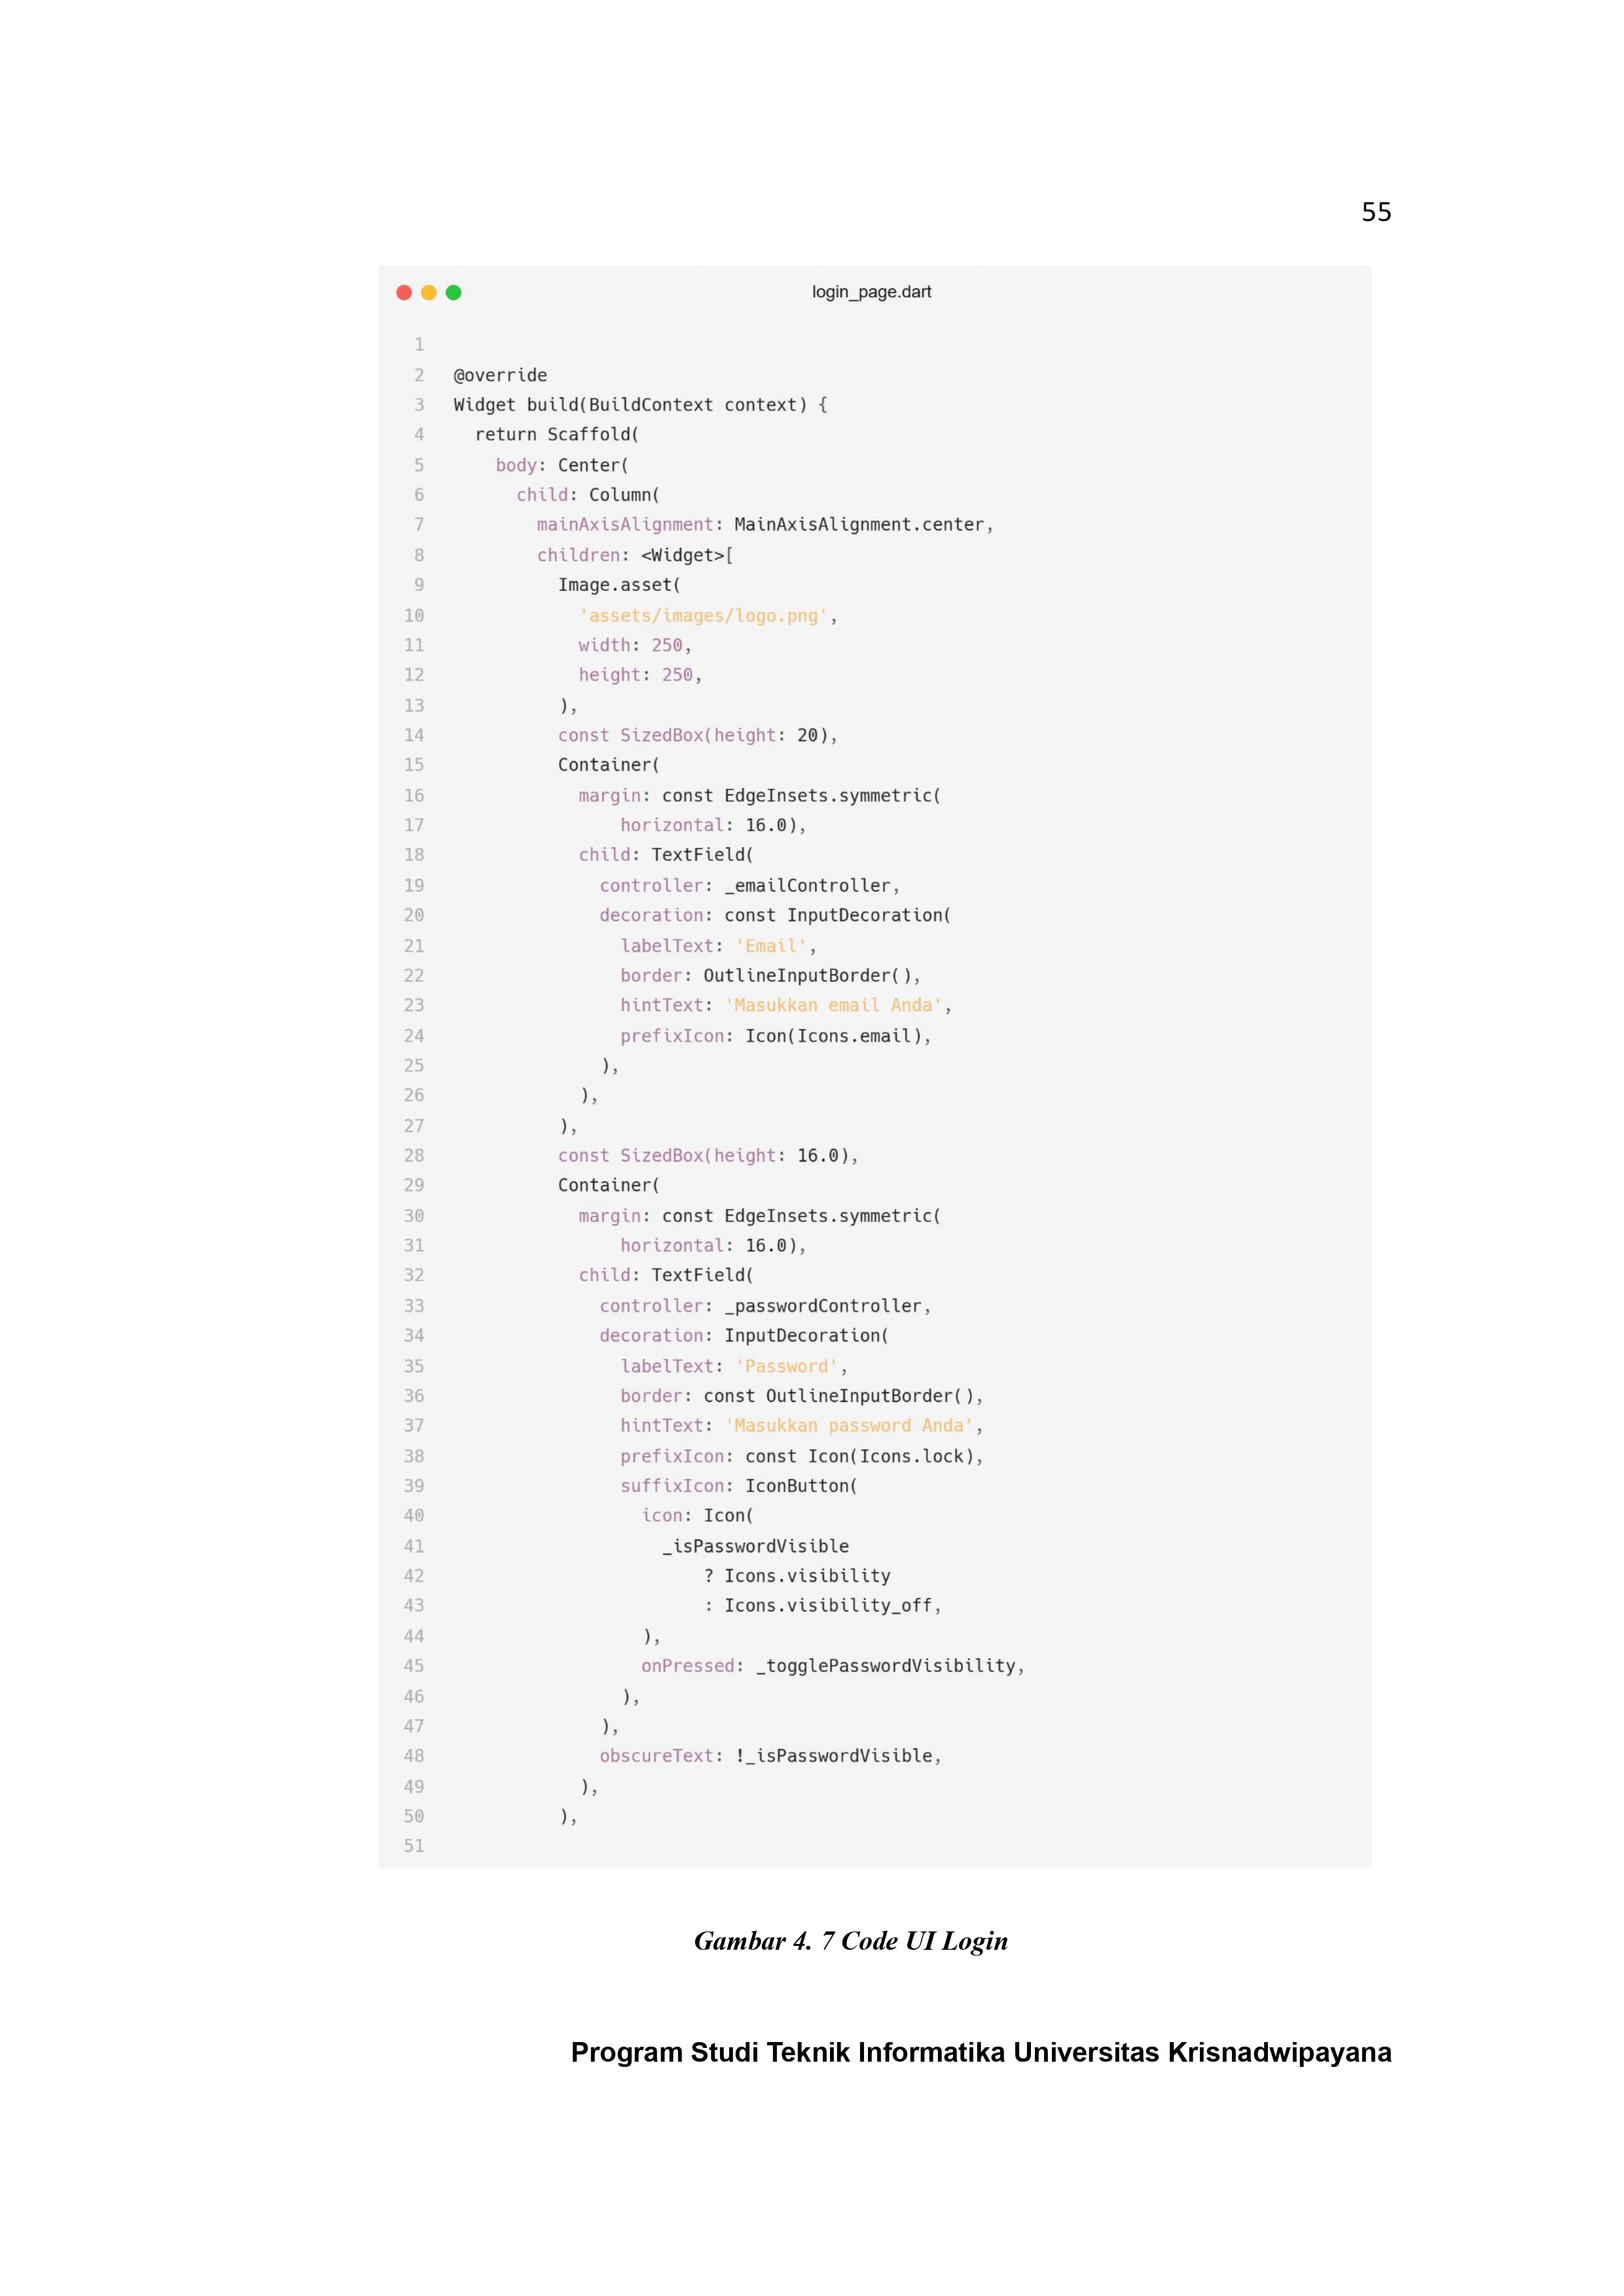 55
login_page.dart
1
2 @override
3 Widget build(BuildContext context) {
4   return Scaffold(
5     body: Center(
6       child: Column(
7         mainAxisAlignment: MainAxisAlignment.center,
8         children: <Widget>[
9           Image.asset(
10             'assets/images/logo.png',
11             width: 250,
12             height: 250,
13           ),
14           const SizedBox(height: 20),
15           Container(
16             margin: const EdgeInsets.symmetric(
17                 horizontal: 16.0),
18             child: TextField(
19               controller: _emailController,
20               decoration: const InputDecoration(
21                 labelText: 'Email',
22                 border: OutlineInputBorder(),
23                 hintText: 'Masukkan email Anda',
24                 prefixIcon: Icon(Icons.email),
25               ),
26             ),
27           ),
28           const SizedBox(height: 16.0),
29           Container(
30             margin: const EdgeInsets.symmetric(
31                 horizontal: 16.0),
32             child: TextField(
33               controller: _passwordController,
34               decoration: InputDecoration(
35                 labelText: 'Password',
36                 border: const OutlineInputBorder(),
37                 hintText: 'Masukkan password Anda',
38                 prefixIcon: const Icon(Icons.lock),
39                 suffixIcon: IconButton(
40                   icon: Icon(
41                     _isPasswordVisible
42                         ? Icons.visibility
43                         : Icons.visibility_off,
44                   ),
45                   onPressed: _togglePasswordVisibility,
46                 ),
47               ),
48               obscureText: !_isPasswordVisible,
49             ),
50           ),
51
Gambar 4. 7 Code UI Login
Program Studi Teknik Informatika Universitas Krisnadwipayana